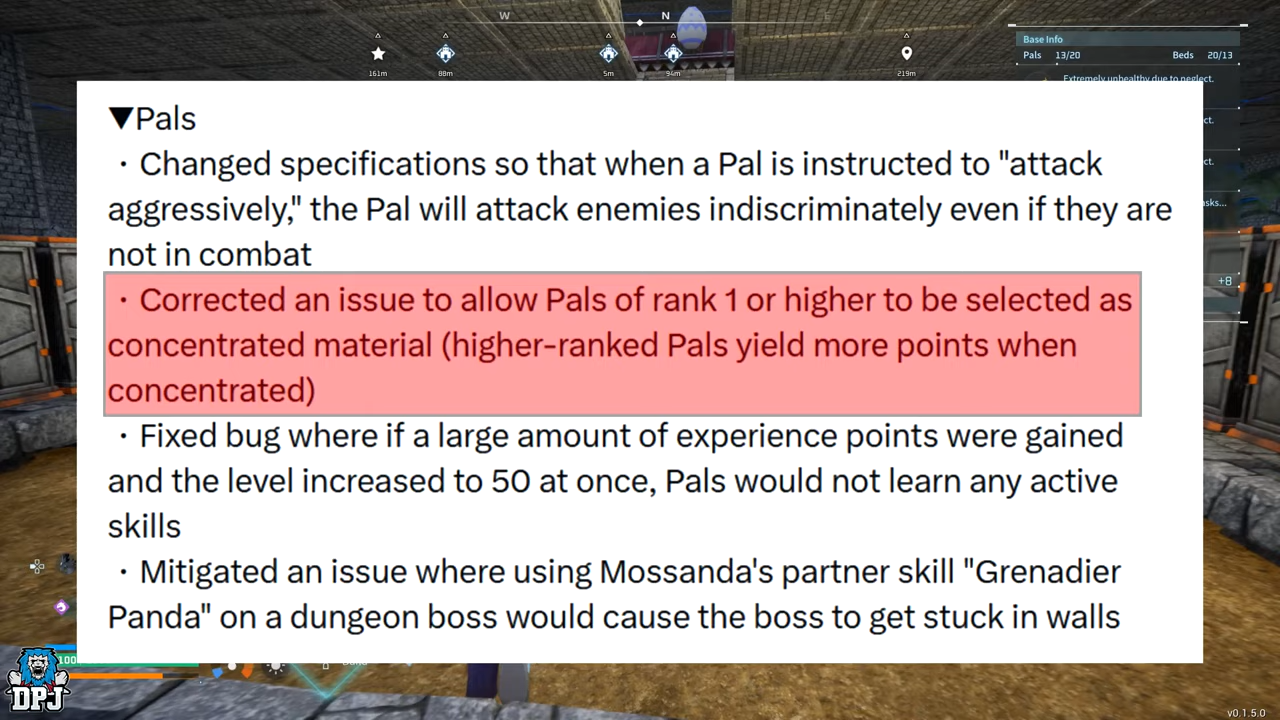 W N E
161m 88m 5m 94m 219m
Base Info
Pals 13/20 Beds 20/13
Extremely unhealthy due to neglect.
ct.
ct.
asks...
+8
▼Pals
・Changed specifications so that when a Pal is instructed to "attack
aggressively," the Pal will attack enemies indiscriminately even if they are
not in combat
・Corrected an issue to allow Pals of rank 1 or higher to be selected as
concentrated material (higher-ranked Pals yield more points when
concentrated)
・Fixed bug where if a large amount of experience points were gained
and the level increased to 50 at once, Pals would not learn any active
skills
・Mitigated an issue where using Mossanda's partner skill "Grenadier
Panda" on a dungeon boss would cause the boss to get stuck in walls
100
DPJ
v0.1.5.0